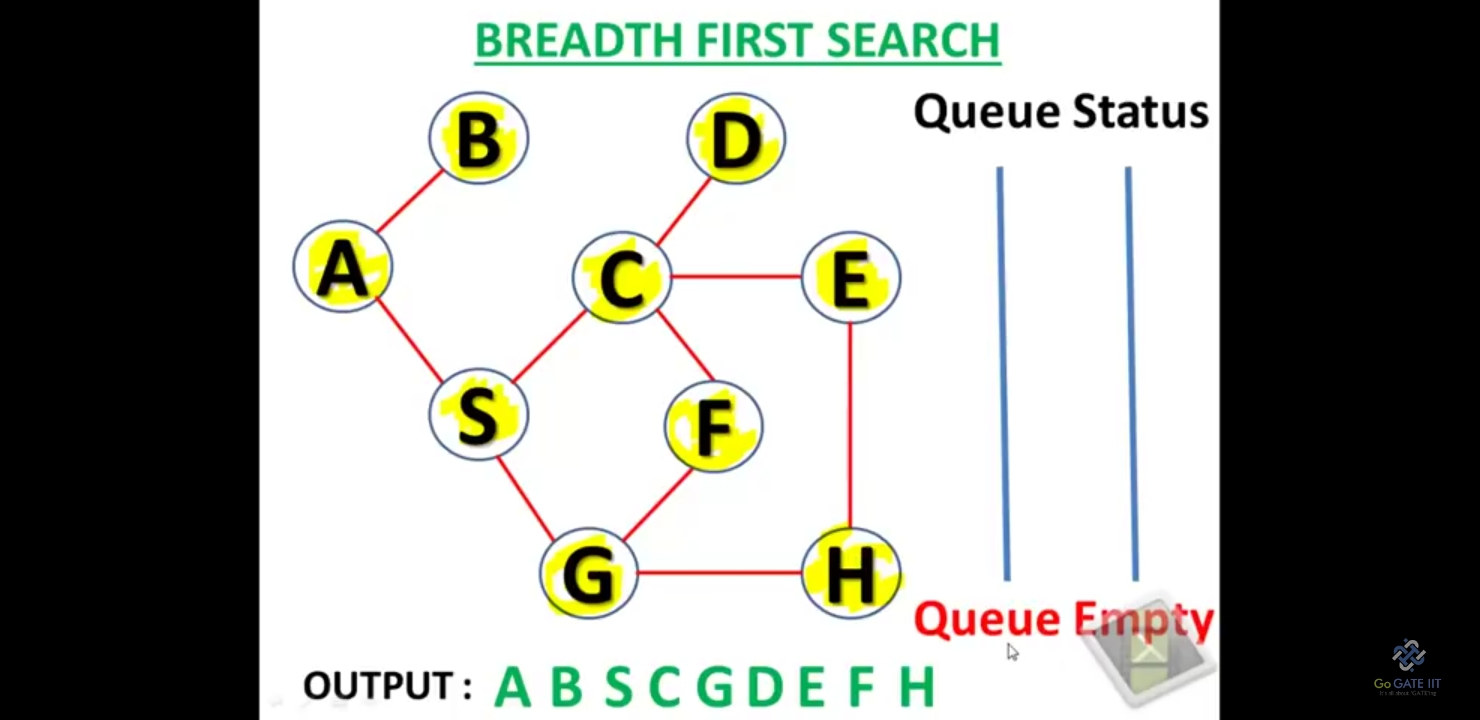 BREADTH FIRST SEARCH
Queue Status
B
D
A
C
E
S
F
G
H
Queue Empty
OUTPUT : A B S C G D E F H
Go GATE IIT